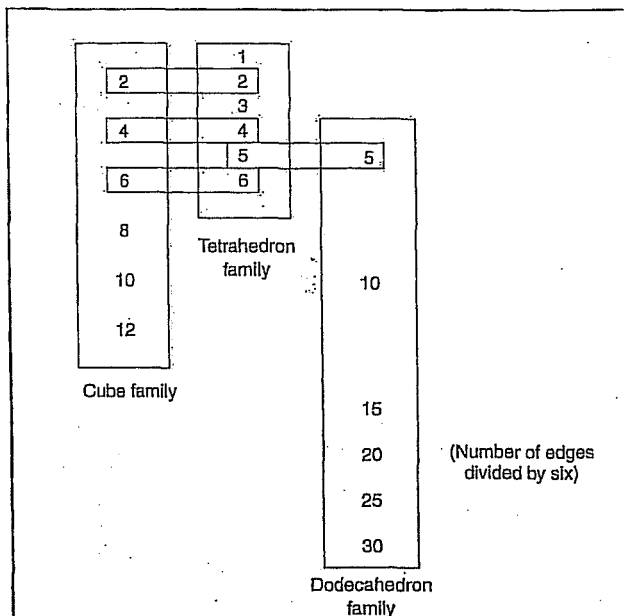 1
2 2
3
4 4
5 5
6 6
8
Tetrahedron
family
10 10
12
Cube family
15
20 (Number of edges
divided by six)
25
30
Dodecahedron
family